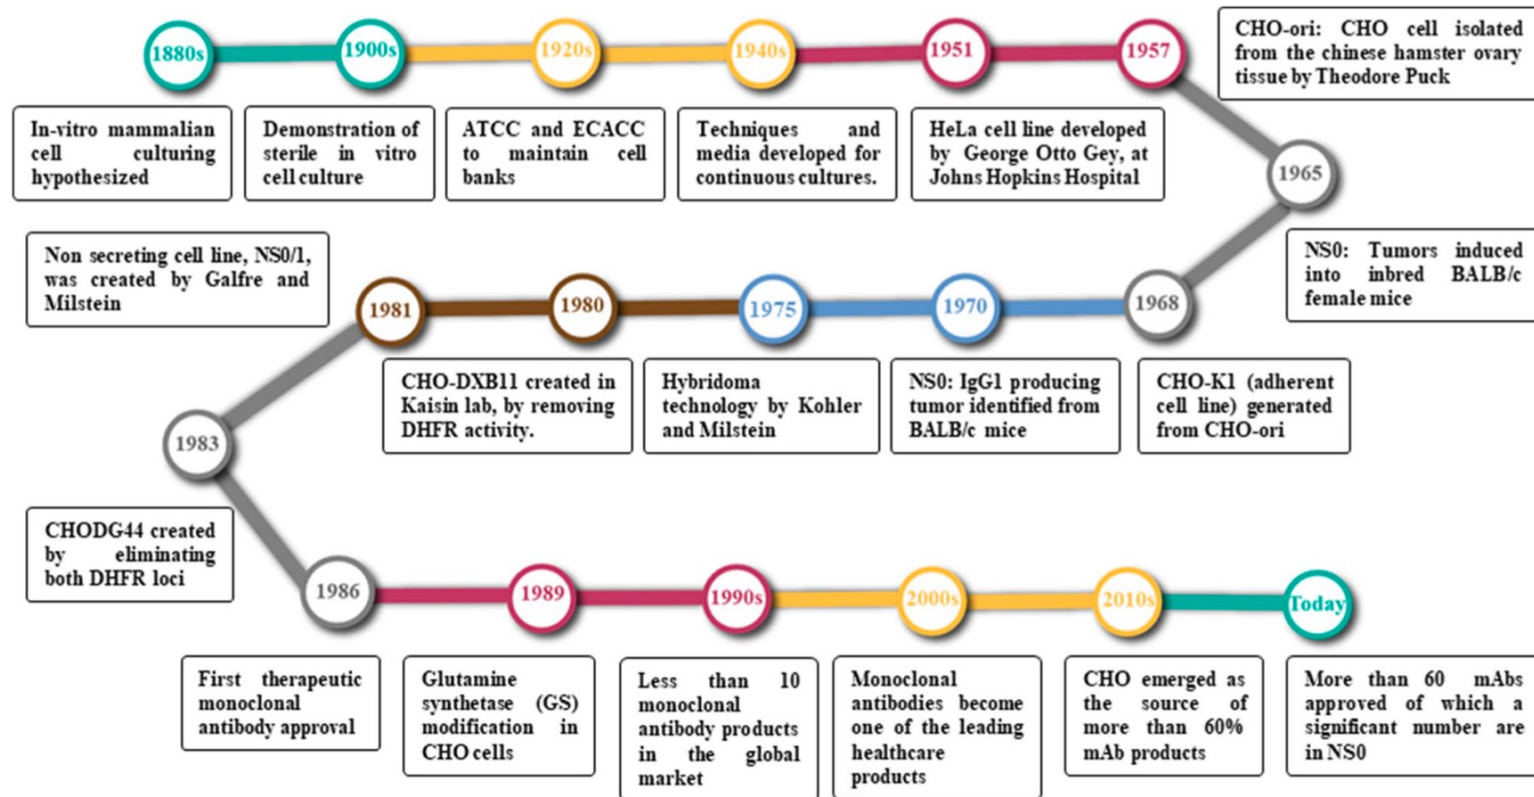 1880s
1900s
1920s
1940s
1951
1957
CHO-ori: CHO cell isolated
from the chinese hamster ovary
tissue by Theodore Puck
In-vitro mammalian
cell culturing
hypothesized
Demonstration of
sterile in vitro
cell culture
ATCC and ECACC
to maintain cell
banks
Techniques and
media developed for
continuous cultures.
HeLa cell line developed
by George Otto Gey, at
Johns Hopkins Hospital
1965
NS0: Tumors induced
into inbred BALB/c
female mice
1968
CHO-K1 (adherent
cell line) generated
from CHO-ori
1970
NS0: IgG1 producing
tumor identified from
BALB/c mice
1975
Hybridoma
technology by Kohler
and Milstein
1980
CHO-DXB11 created in
Kaisin lab, by removing
DHFR activity.
1981
Non secreting cell line, NS0/1,
was created by Galfre and
Milstein
1983
CHODG44 created
by eliminating
both DHFR loci
1986
First therapeutic
monoclonal
antibody approval
1989
Glutamine
synthetase (GS)
modification in
CHO cells
1990s
Less than 10
monoclonal
antibody products
in the global
market
2000s
Monoclonal
antibodies become
one of the leading
healthcare
products
2010s
CHO emerged as
the source of
more than 60%
mAb products
Today
More than 60 mAbs
approved of which a
significant number are
in NS0